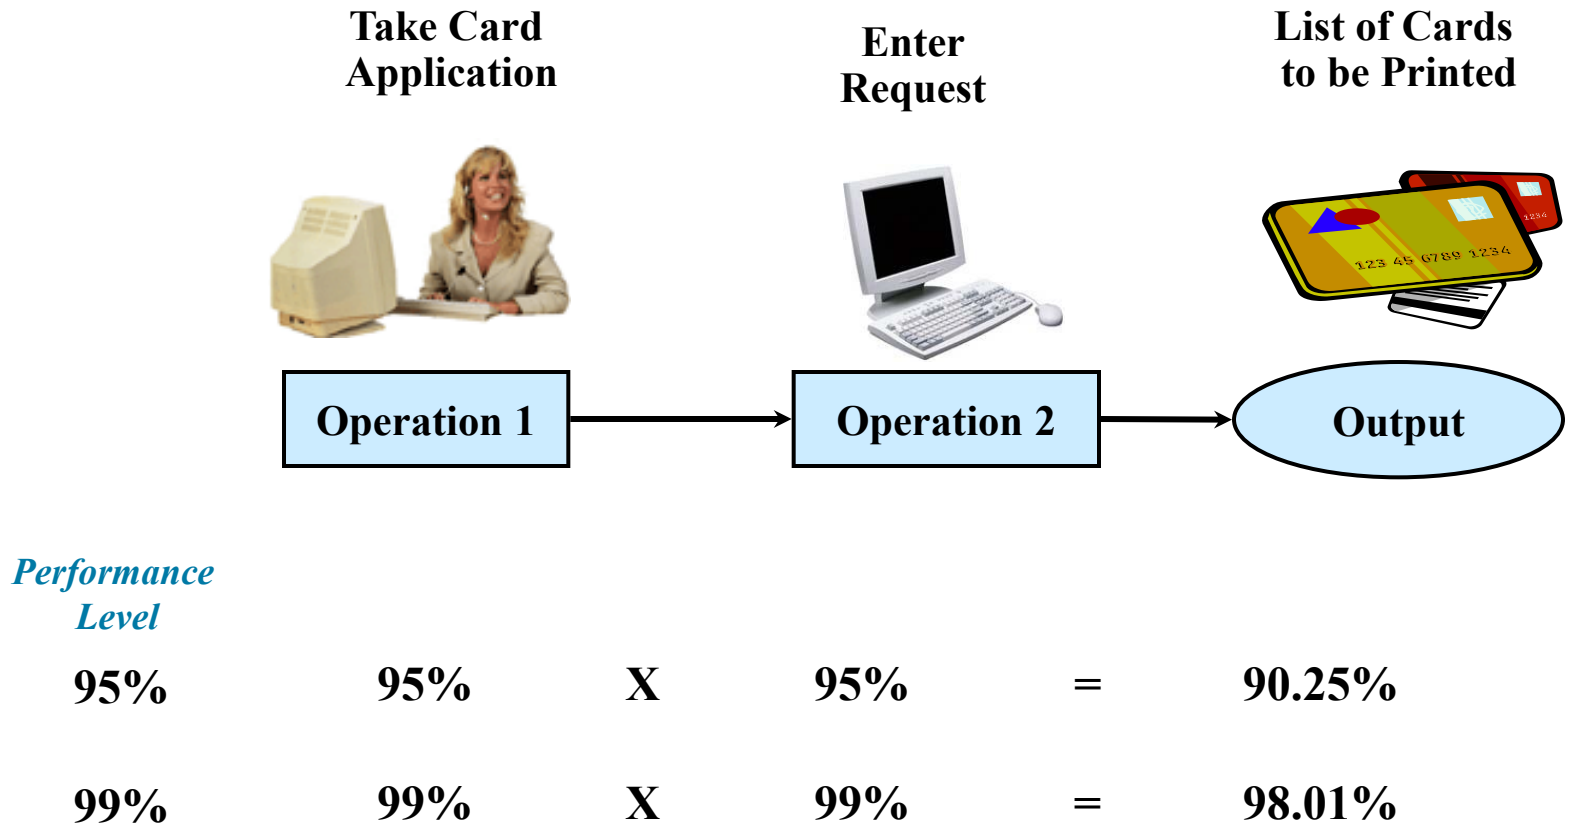 Take Card
Application
Enter
Request
List of Cards
to be Printed
1234
123 45 6789 1234
Operation 1
Operation 2
Output
Performance
Level
95% 95% X 95% = 90.25%
99% 99% X 99% = 98.01%